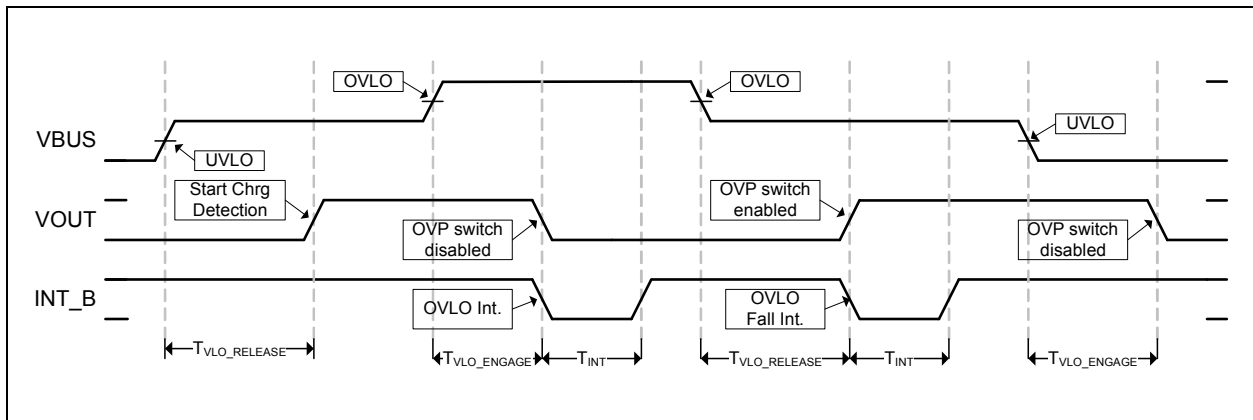 OVLO
OVLO
VBUS
UVLO
UVLO
Start Chrg
Detection
OVP switch
enabled
VOUT
OVP switch
disabled
OVP switch
disabled
INT_B
OVLO Int.
OVLO
Fall Int.
TVLO_RELEASE
TVLO_ENGAGE
TINT
TVLO_RELEASE
TINT
TVLO_ENGAGE